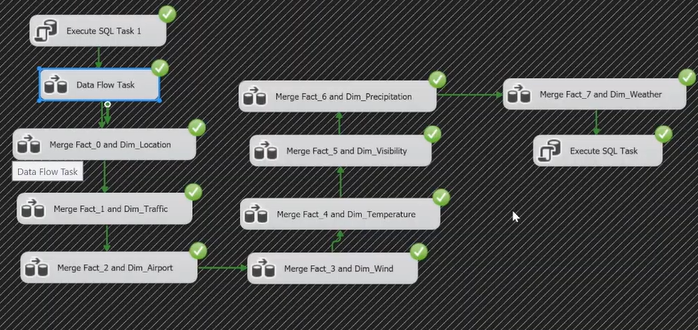 Execute SQL Task 1
Data Flow Task
Merge Fact_0 and Dim_Location
Data Flow Task
Merge Fact_1 and Dim_Traffic
Merge Fact_2 and Dim_Airport
Merge Fact_3 and Dim_Wind
Merge Fact_4 and Dim_Temperature
Merge Fact_5 and Dim_Visibility
Merge Fact_6 and Dim_Precipitation
Merge Fact_7 and Dim_Weather
Execute SQL Task